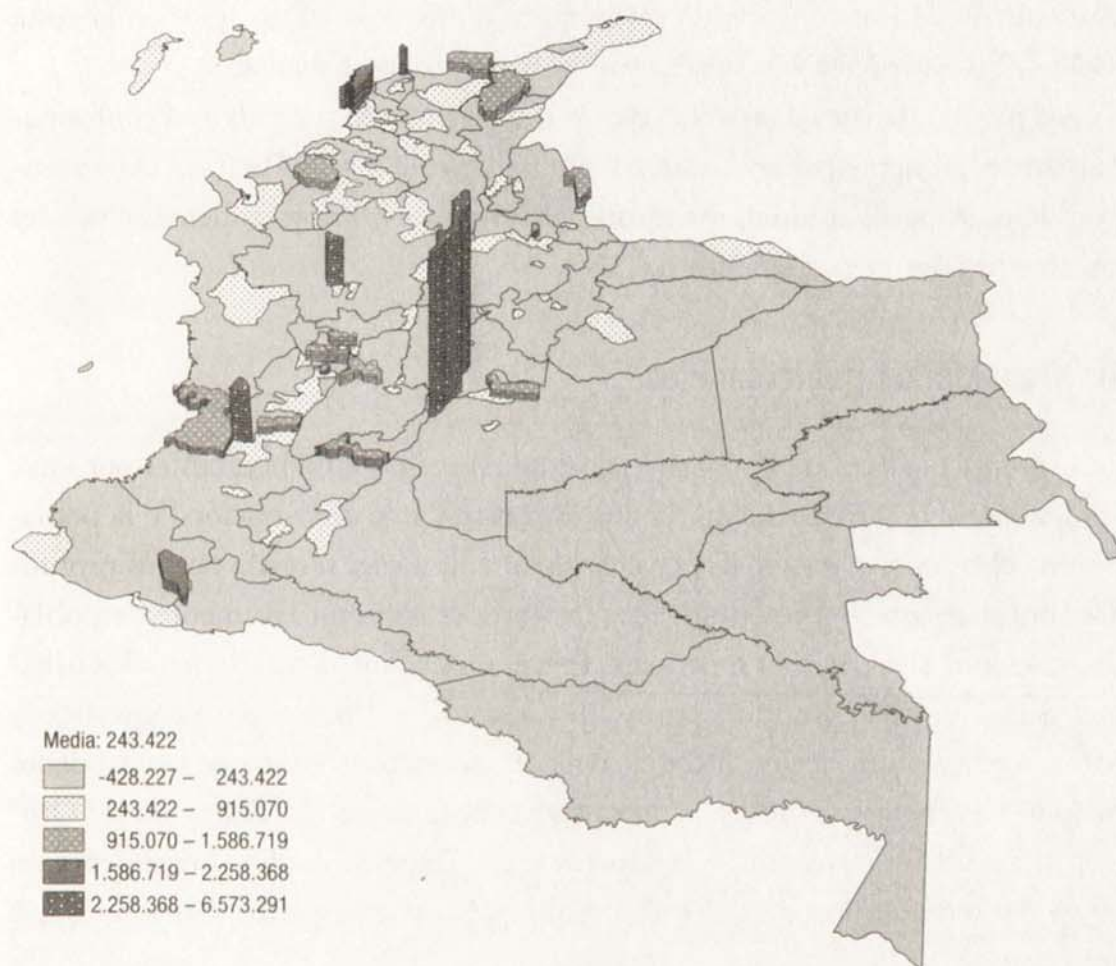 Media: 243.422
-428.227 – 243.422
243.422 – 915.070
915.070 – 1.586.719
1.586.719 – 2.258.368
2.258.368 – 6.573.291